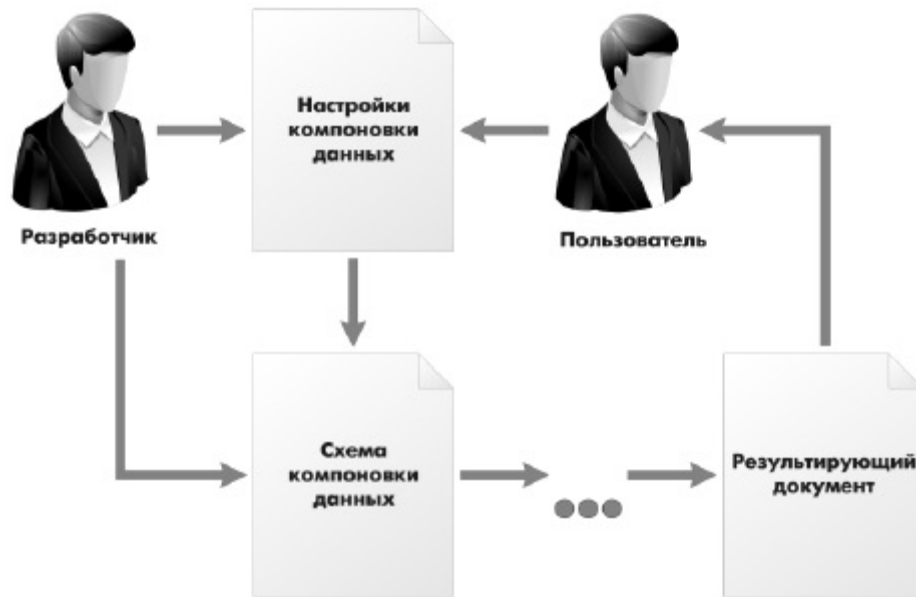 Настройки
компоновки
данных
Разработчик
Пользователь
Схема
компоновки
данных
Результирующий
документ